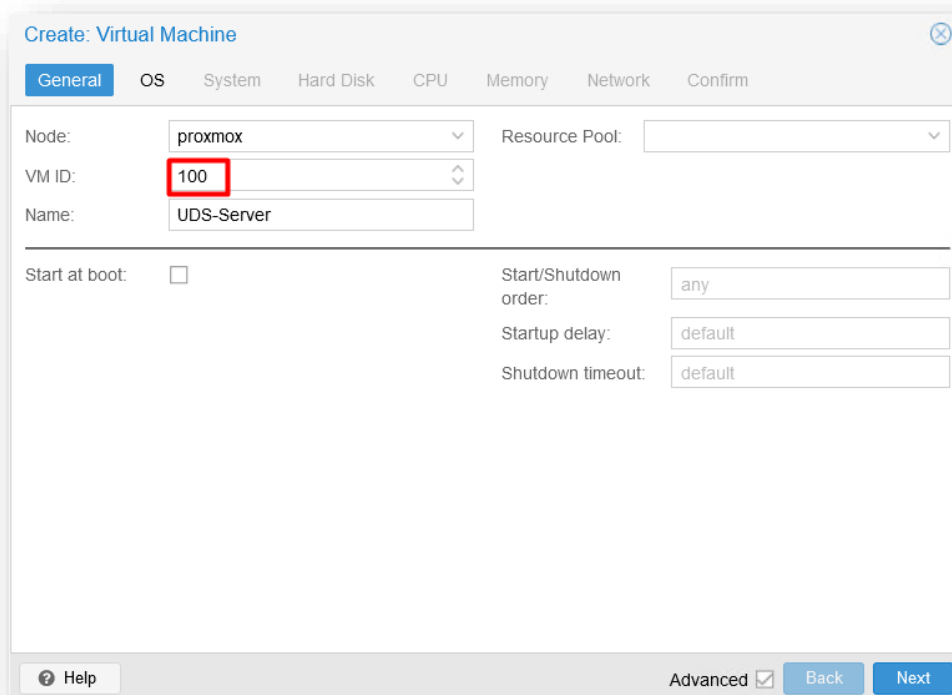 Create: Virtual Machine
General OS System Hard Disk CPU Memory Network Confirm
Node: proxmox Resource Pool:
VM ID: 100
Name: UDS-Server
Start at boot: Start/Shutdown order: any
Startup delay: default
Shutdown timeout: default
Help Advanced Back Next